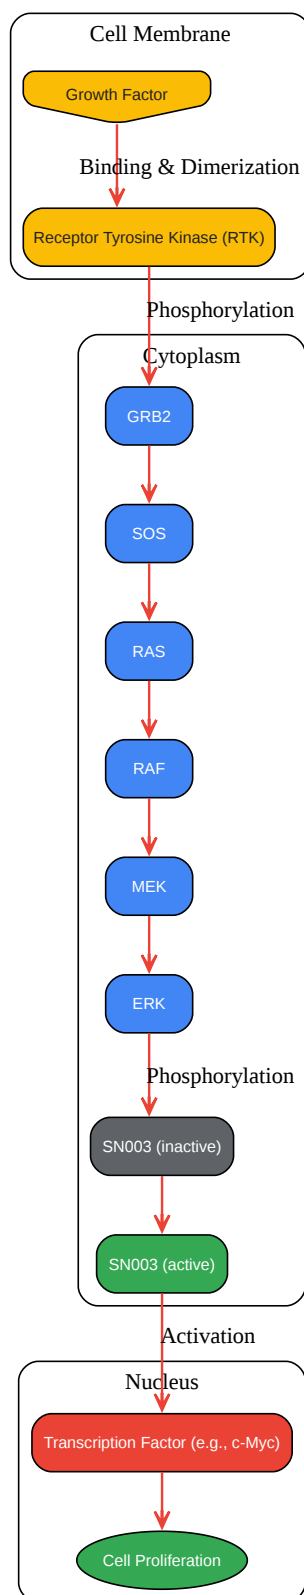 Cell Membrane
Growth Factor
Binding & Dimerization
Receptor Tyrosine Kinase (RTK)
Phosphorylation
Cytoplasm
GRB2
SOS
RAS
RAF
MEK
ERK
Phosphorylation
SN003 (inactive)
SN003 (active)
Activation
Nucleus
Transcription Factor (e.g., c-Myc)
Cell Proliferation